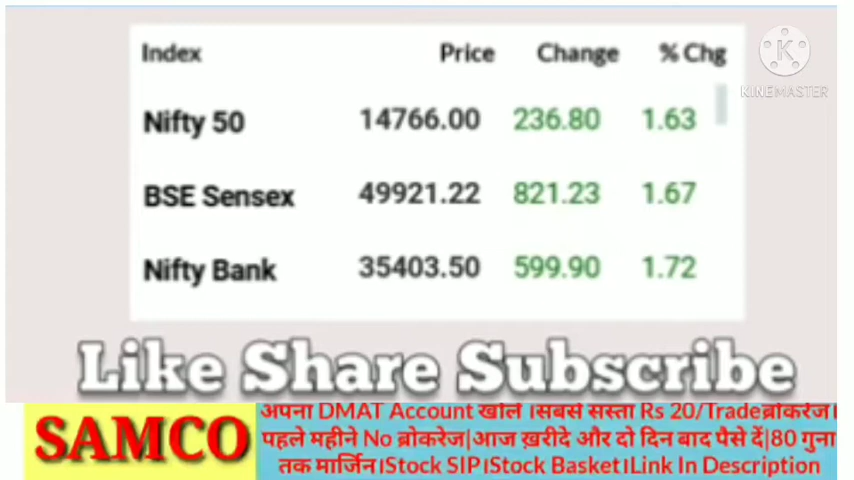 Index Price Change % Chg
KINEMASTER
Nifty 50 14766.00 236.80 1.63
BSE Sensex 49921.22 821.23 1.67
Nifty Bank 35403.50 599.90 1.72
Like Share Subscribe
SAMCO
अपना DMAT Account खोले ।सबसे सस्ता Rs 20/Tradeब्रोकरेज।
पहले महीने No ब्रोकरेज|आज ख़रीदे और दो दिन बाद पैसे दें|80 गुना
तक मार्जिन।Stock SIP।Stock Basket।Link In Description